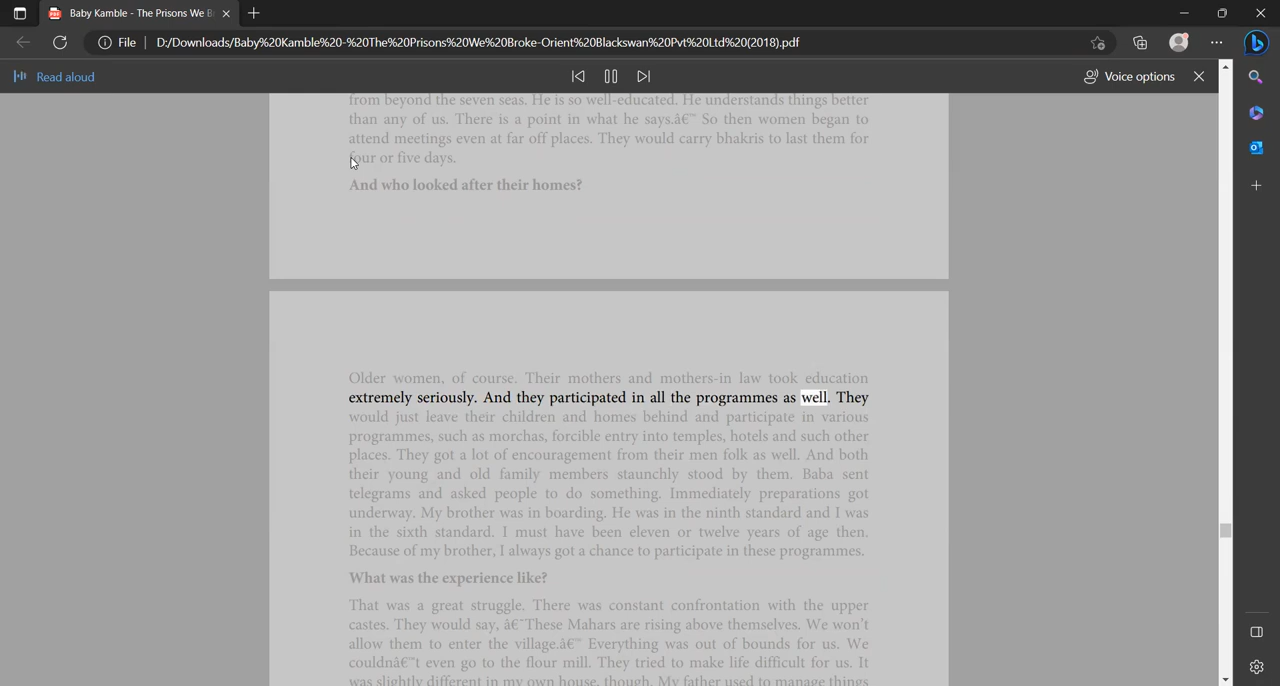 Baby Kamble - The Prisons We B
File
D:/Downloads/Baby%20Kamble%20-%20The%20Prisons%20We%20Broke-Orient%20Blackswan%20Pvt%20Ltd%20(2018).pdf
Read aloud
Voice options
from beyond the seven seas. He is so well-educated. He understands things better
than any of us. There is a point in what he says.â€™ So then women began to
attend meetings even at far off places. They would carry bhakris to last them for
four or five days.
And who looked after their homes?
Older women, of course. Their mothers and mothers-in law took education
extremely seriously. And they participated in all the programmes as well. They
would just leave their children and homes behind and participate in various
programmes, such as morchas, forcible entry into temples, hotels and such other
places. They got a lot of encouragement from their men folk as well. And both
their young and old family members staunchly stood by them. Baba sent
telegrams and asked people to do something. Immediately preparations got
underway. My brother was in boarding. He was in the ninth standard and I was
in the sixth standard. I must have been eleven or twelve years of age then.
Because of my brother, I always got a chance to participate in these programmes.
What was the experience like?
That was a great struggle. There was constant confrontation with the upper
castes. They would say, â€˜These Mahars are rising above themselves. We won't
allow them to enter the village.â€™ Everything was out of bounds for us. We
couldnâ€™t even go to the flour mill. They tried to make life difficult for us. It
was slightly different in my own house, though. My father used to manage things